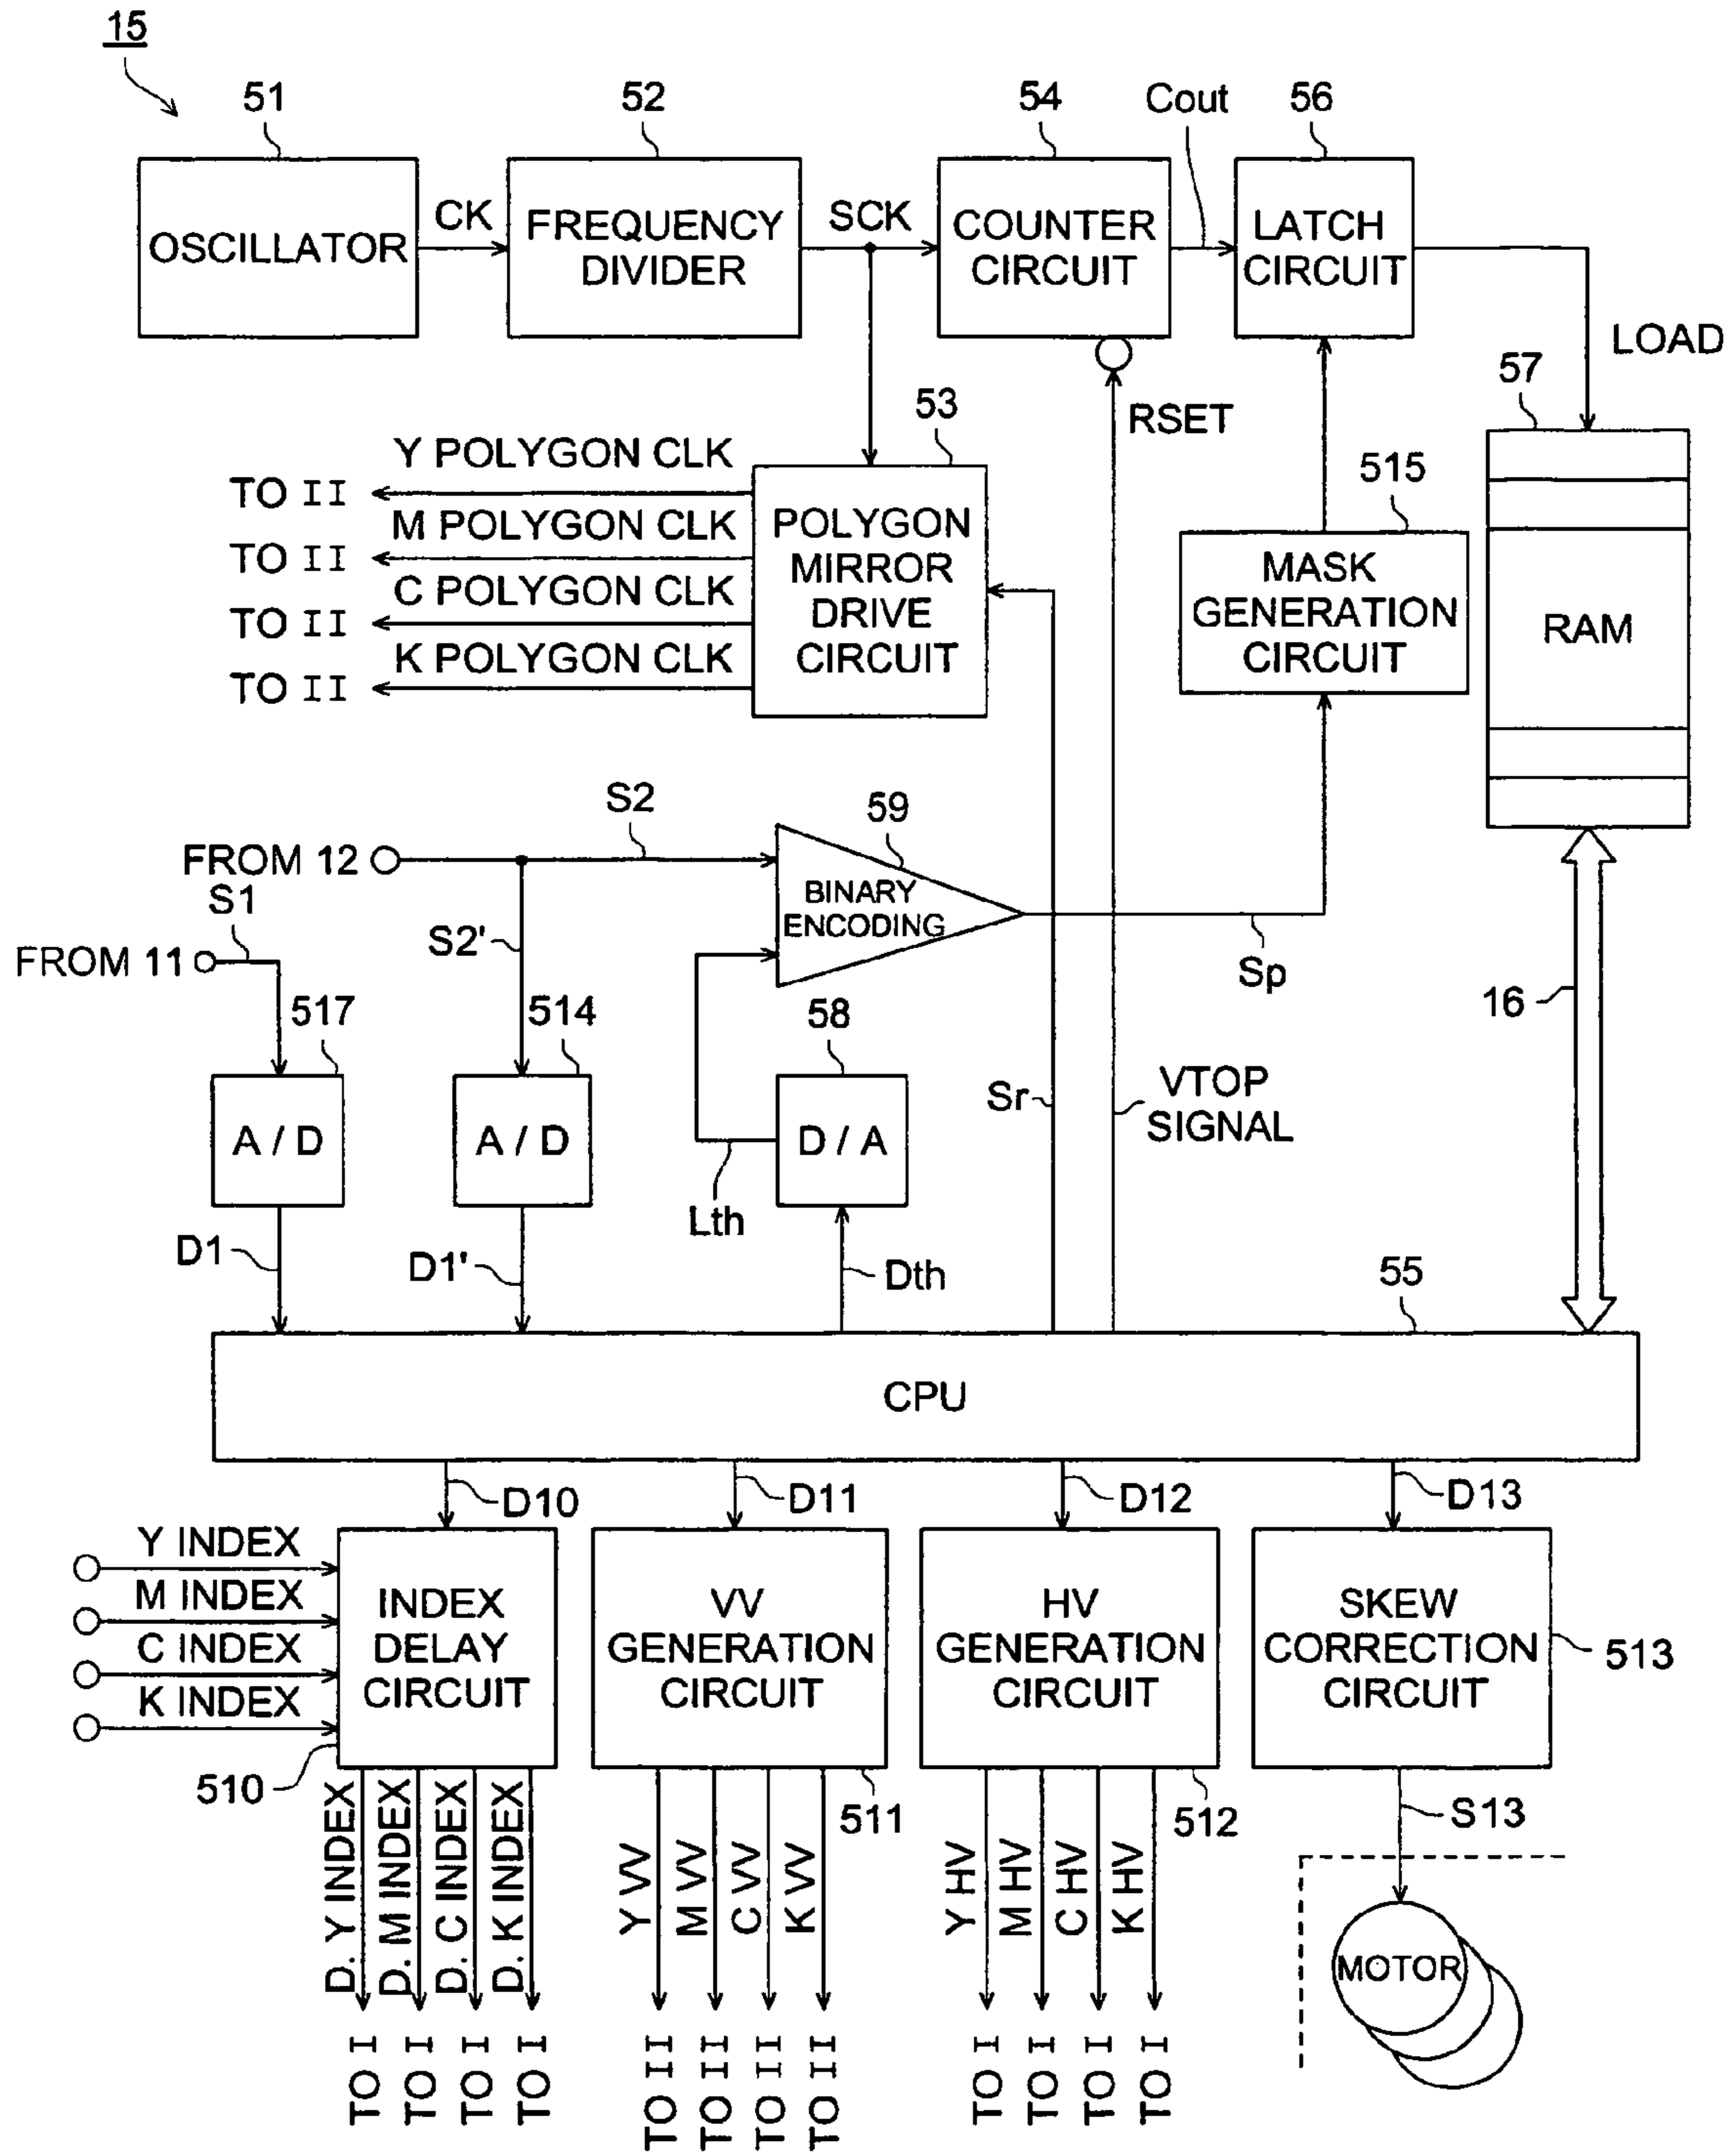 15
51
52
54
Cout
56
OSCILLATOR
CK
FREQUENCY
DIVIDER
SCK
COUNTER
CIRCUIT
LATCH
CIRCUIT
LOAD
57
RSET
53
515
Y POLYGON CLK
TO II
M POLYGON CLK
TO II
C POLYGON CLK
TO II
K POLYGON CLK
TO II
POLYGON
MIRROR
DRIVE
CIRCUIT
MASK
GENERATION
CIRCUIT
RAM
FROM 12
S2
59
BINARY
ENCODING
S1
FROM 11
S2'
Sp
16
517
514
58
A / D
A / D
D / A
Sr
VTOP
SIGNAL
Lth
D1
D1'
Dth
55
CPU
D10
D11
D12
D13
Y INDEX
M INDEX
C INDEX
K INDEX
INDEX
DELAY
CIRCUIT
VV
GENERATION
CIRCUIT
HV
GENERATION
CIRCUIT
SKEW
CORRECTION
CIRCUIT
513
510
511
512
S13
D. Y INDEX
D. M INDEX
D. C INDEX
D. K INDEX
Y VV
M VV
C VV
K VV
Y HV
M HV
C HV
K HV
MOTOR
TO I
TO I
TO I
TO I
TO II
TO II
TO II
TO II
TO I
TO I
TO I
TO I